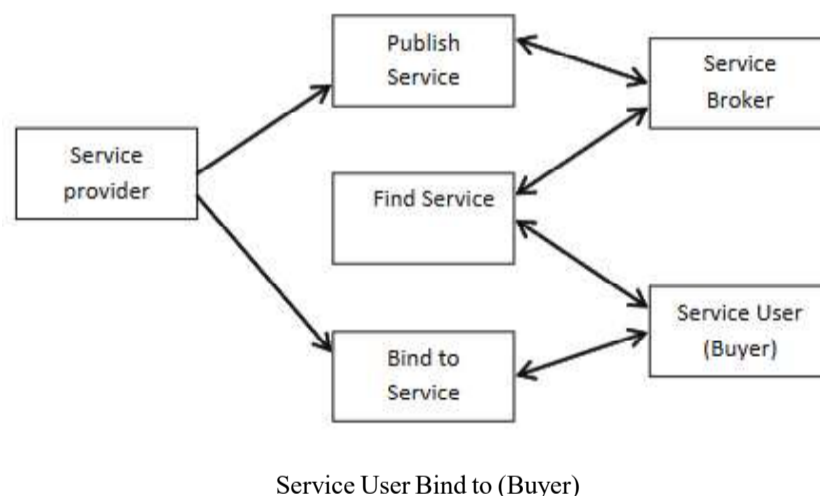 Publish
Service
Service
Broker
Service
provider
Find Service
Service User
(Buyer)
Bind to
Service
Service User Bind to (Buyer)